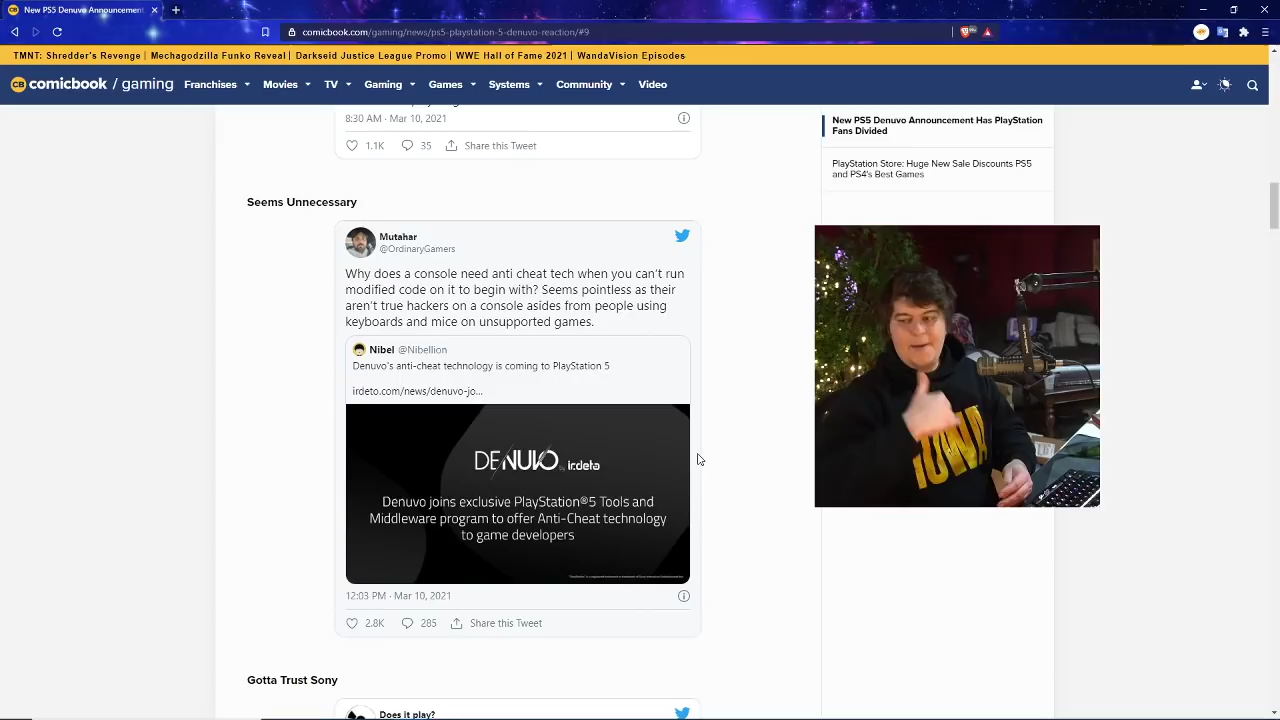 New PS5 Denuvo Announcement
comicbook.com/gaming/news/ps5-playstation-5-denuvo-reaction/#9
TMNT: Shredder's Revenge | Mechagodzilla Funko Reveal | Darkseid Justice League Promo | WWE Hall of Fame 2021 | WandaVision Episodes
CB comicbook / gaming Franchises Movies TV Gaming Games Systems Community Video
8:30 AM · Mar 10, 2021
1.1K 35 Share this Tweet
New PS5 Denuvo Announcement Has PlayStation
Fans Divided
PlayStation Store: Huge New Sale Discounts PS5
and PS4's Best Games
Seems Unnecessary
Mutahar
@OrdinaryGamers
Why does a console need anti cheat tech when you can't run
modified code on it to begin with? Seems pointless as their
aren't true hackers on a console asides from people using
keyboards and mice on unsupported games.
Nibel @Nibellion
Denuvo's anti-cheat technology is coming to PlayStation 5
irdeto.com/news/denuvo-jo...
DENUVO by irdeto
Denuvo joins exclusive PlayStation®5 Tools and
Middleware program to offer Anti-Cheat technology
to game developers
12:03 PM · Mar 10, 2021
2.8K 285 Share this Tweet
IOWA
Gotta Trust Sony
Does it play?